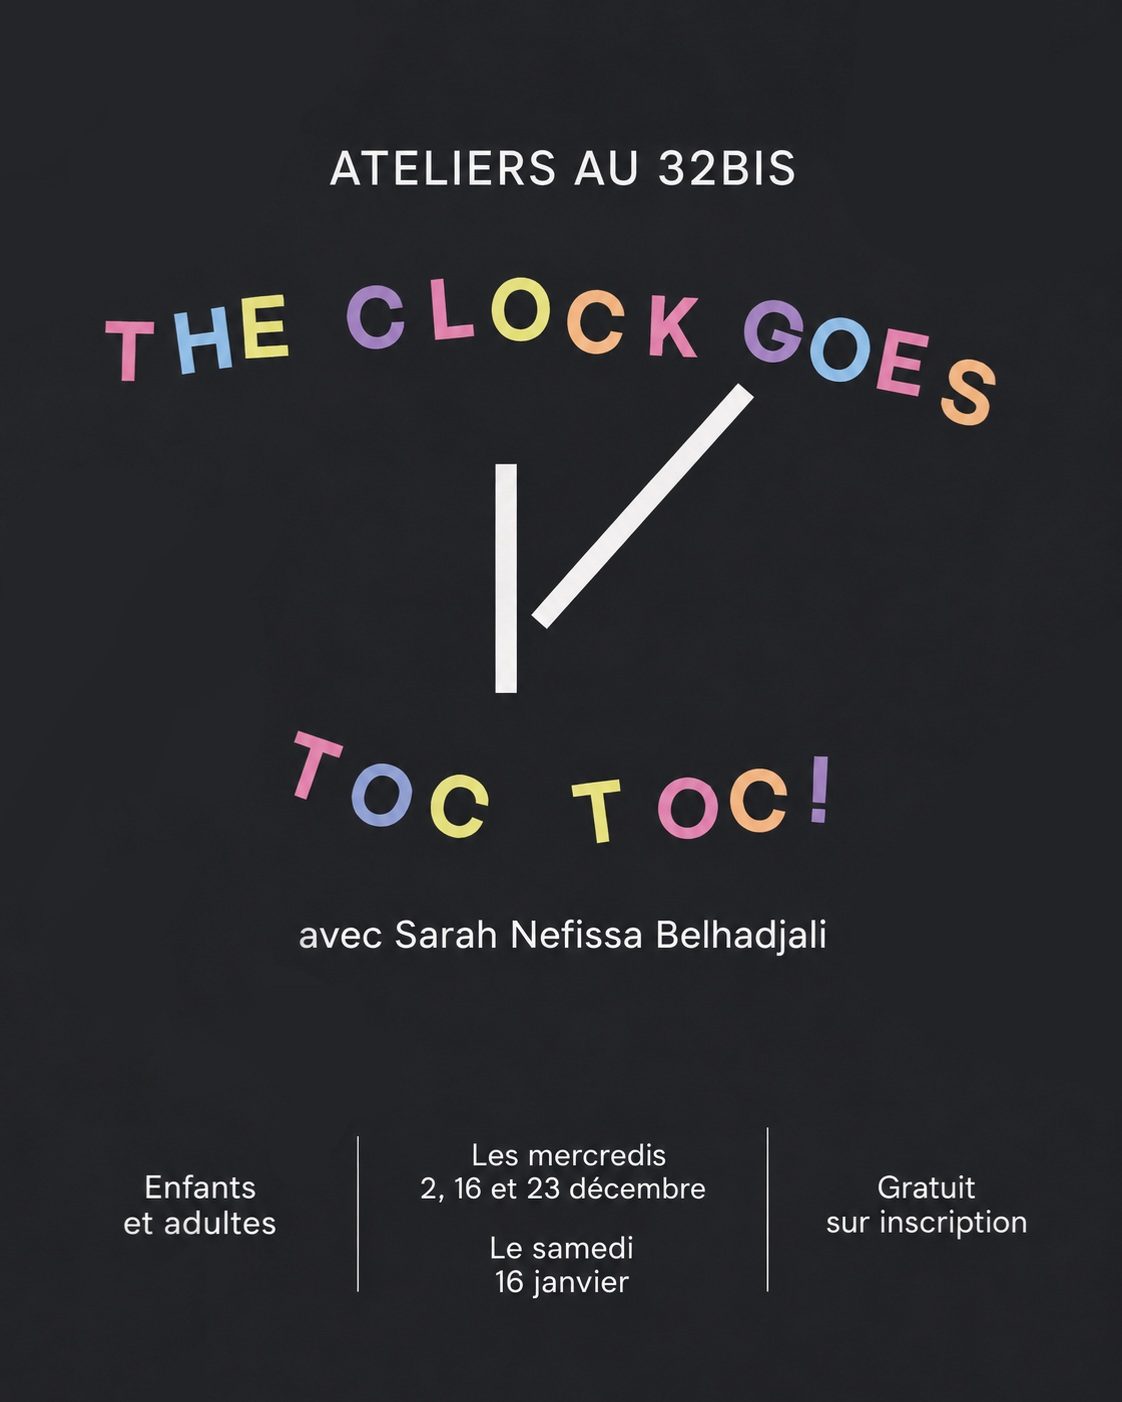 ATELIERS AU 32BIS
THE CLOCK GOES
TOC TOC!
avec Sarah Nefissa Belhadjali
Enfants
et adultes
Les mercredis
2, 16 et 23 décembre
Le samedi
16 janvier
Gratuit
sur inscription